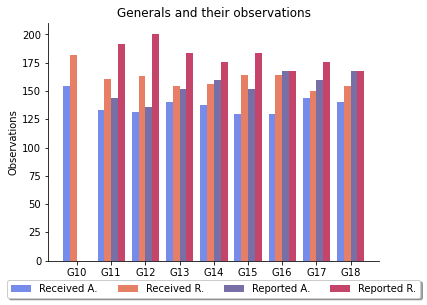 Generals and their observations
Observations
200
175
150
125
100
75
50
25
0
G10 G11 G12 G13 G14 G15 G16 G17 G18
Received A. Received R. Reported A. Reported R.